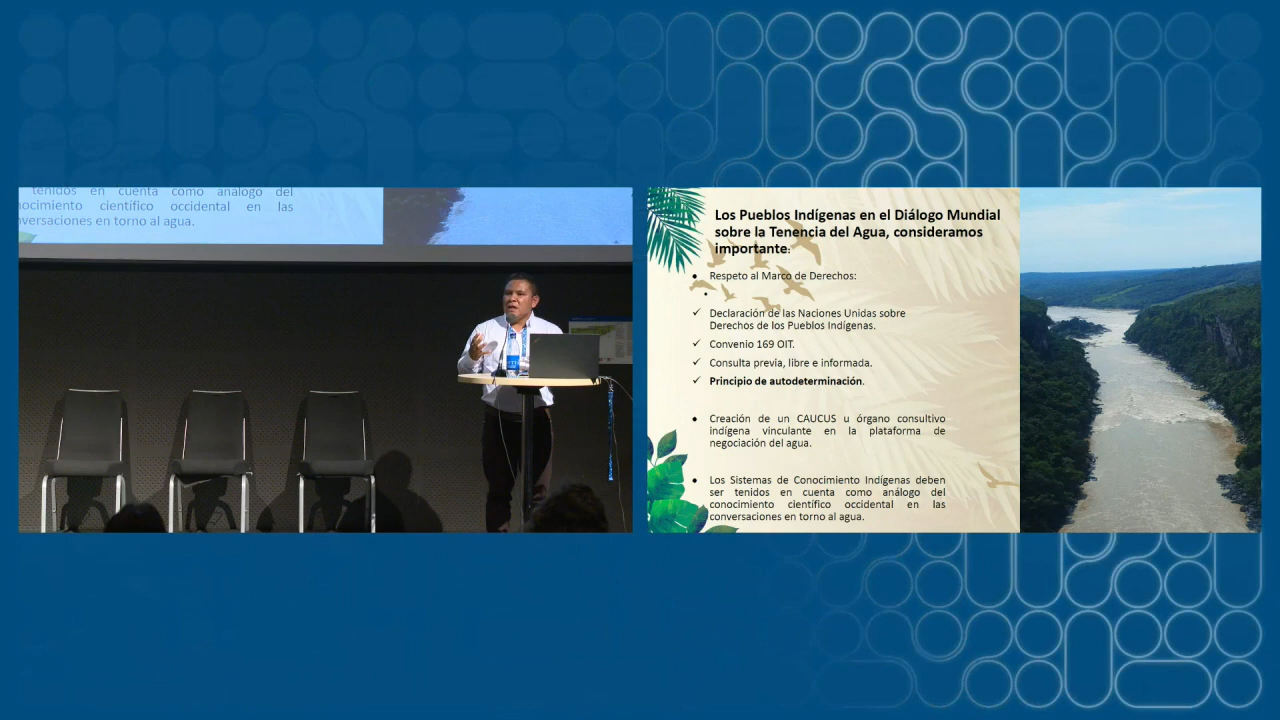 tenidos en cuenta como análogo del
ocimiento científico occidental en las
versaciones en torno al agua.
Los Pueblos Indígenas en el Diálogo Mundial
sobre la Tenencia del Agua, consideramos
importante:
• Respeto al Marco de Derechos:
•
✓ Declaración de las Naciones Unidas sobre
Derechos de los Pueblos Indígenas.
✓ Convenio 169 OIT.
✓ Consulta previa, libre e informada.
✓ Principio de autodeterminación.
• Creación de un CAUCUS u órgano consultivo
indígena vinculante en la plataforma de
negociación del agua.
• Los Sistemas de Conocimiento Indígenas deben
ser tenidos en cuenta como análogo del
conocimiento científico occidental en las
conversaciones en torno al agua.